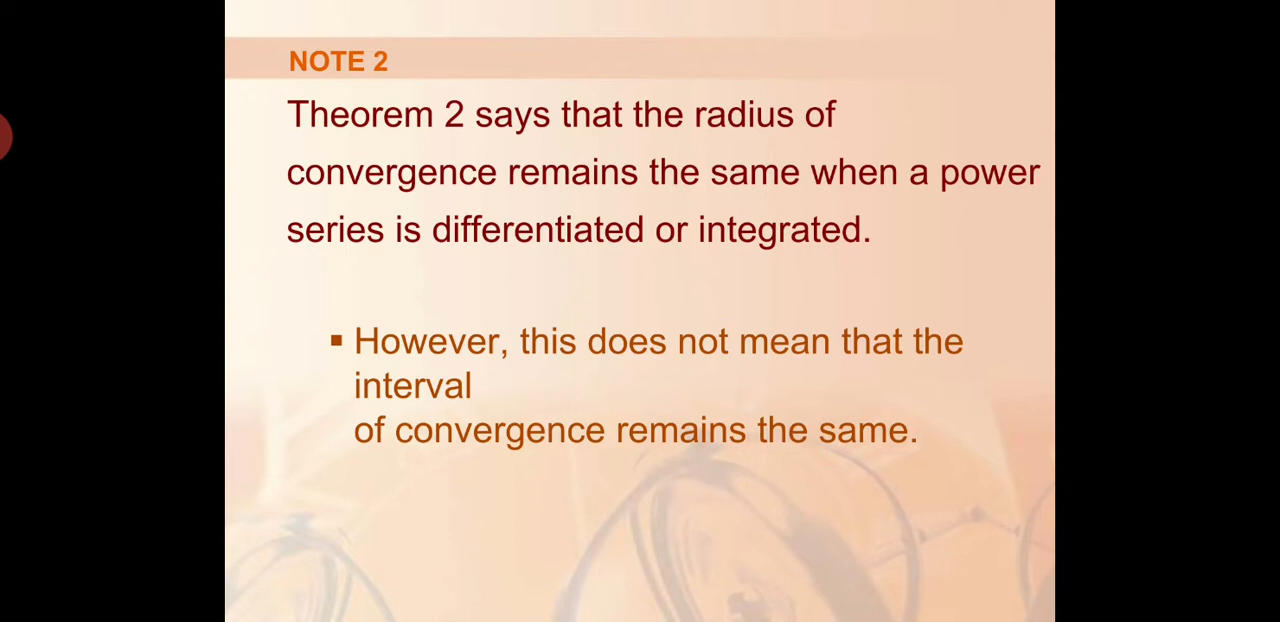 NOTE 2
Theorem 2 says that the radius of
convergence remains the same when a power
series is differentiated or integrated.
▪ However, this does not mean that the
interval
of convergence remains the same.